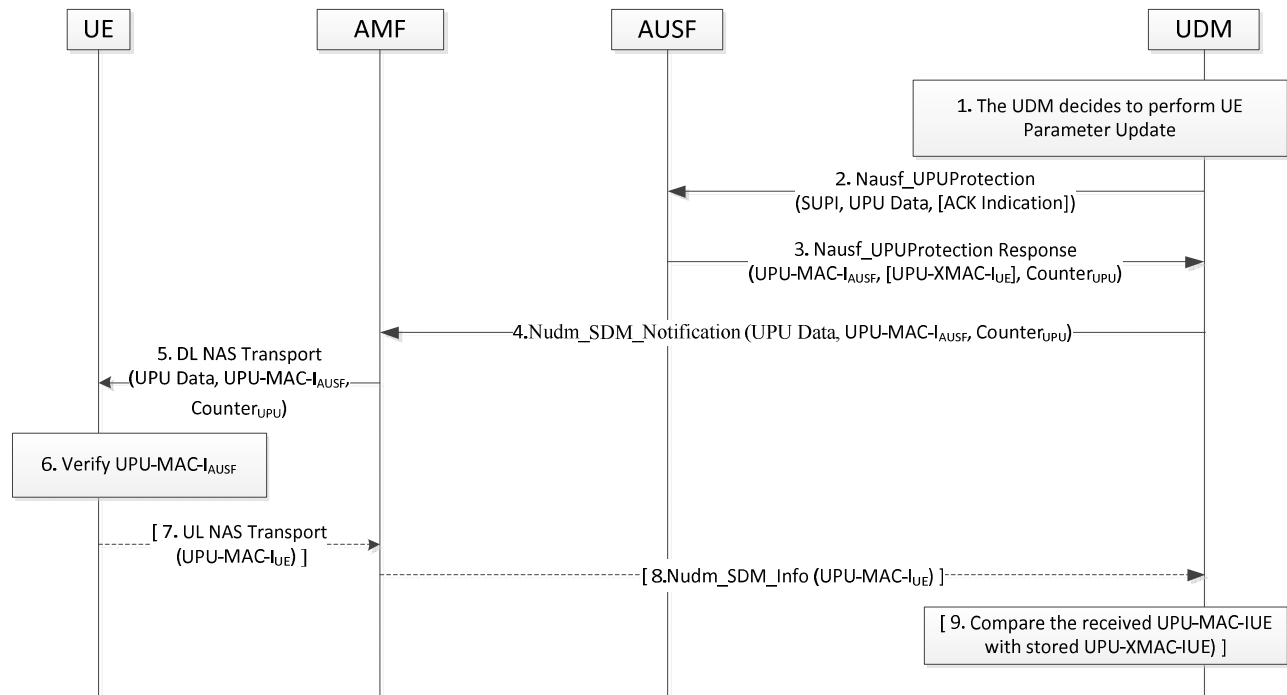 UE
AMF
AUSF
UDM
1. The UDM decides to perform UE
Parameter Update
2. Nausf_UPUProtection
(SUPI, UPU Data, [ACK Indication])
3. Nausf_UPUProtection Response
(UPU-MAC-IAUSF, [UPU-XMAC-IUE], CounterUPU)
4.Nudm_SDM_Notification (UPU Data, UPU-MAC-IAUSF, CounterUPU)
5. DL NAS Transport
(UPU Data, UPU-MAC-IAUSF,
CounterUPU)
6. Verify UPU-MAC-IAUSF
[ 7. UL NAS Transport
(UPU-MAC-IUE) ]
[ 8.Nudm_SDM_Info (UPU-MAC-IUE) ]
[ 9. Compare the received UPU-MAC-IUE
with stored UPU-XMAC-IUE) ]